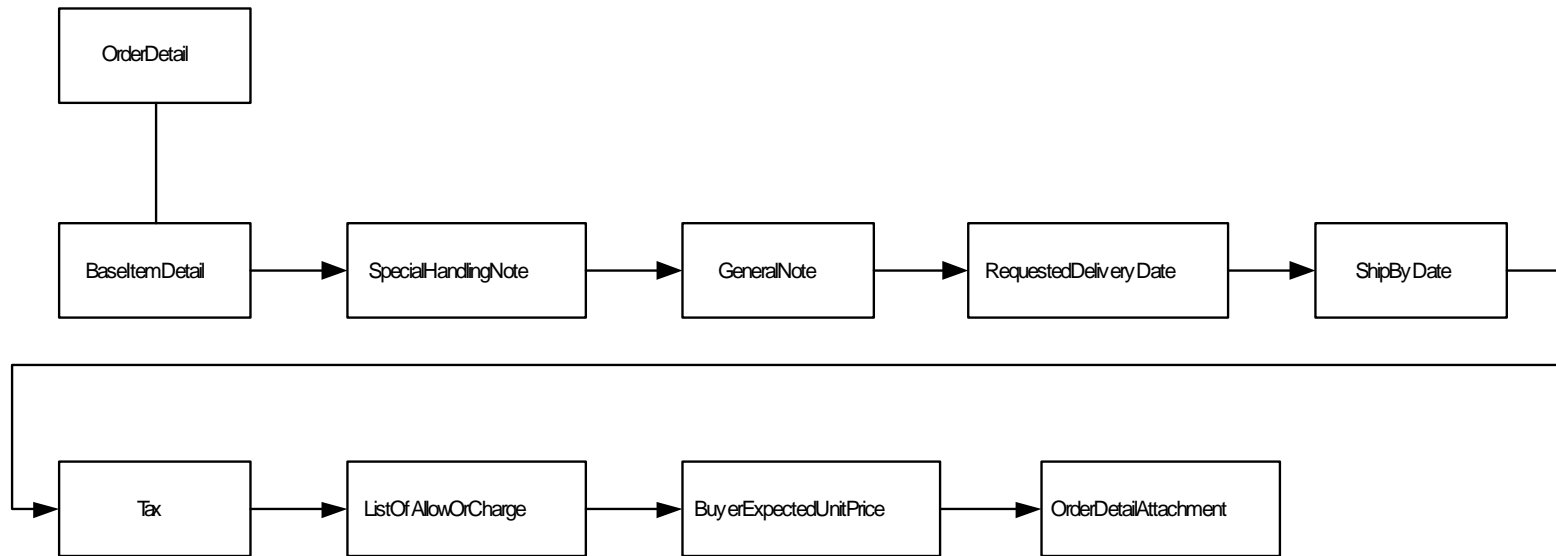 OrderDetail
BaseItemDetail
SpecialHandlingNote
GeneralNote
RequestedDeliveryDate
ShipByDate
Tax
ListOfAllowOrCharge
BuyerExpectedUnitPrice
OrderDetailAttachment